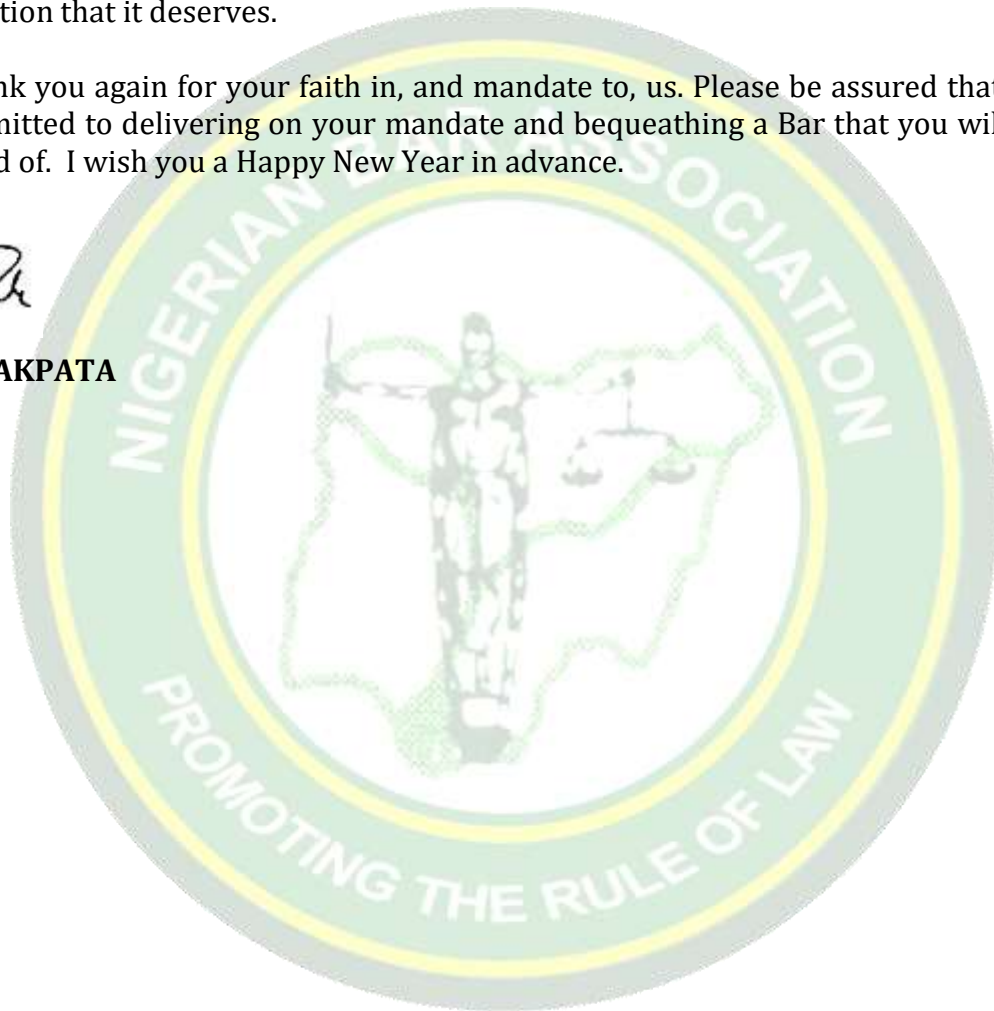 tion that it deserves.
nk you again for your faith in, and mandate to, us. Please be assured that
mitted to delivering on your mandate and bequeathing a Bar that you wil
d of. I wish you a Happy New Year in advance.
AKPATA
NIGERIAN BAR ASSOCIATION
PROMOTING THE RULE OF LAW